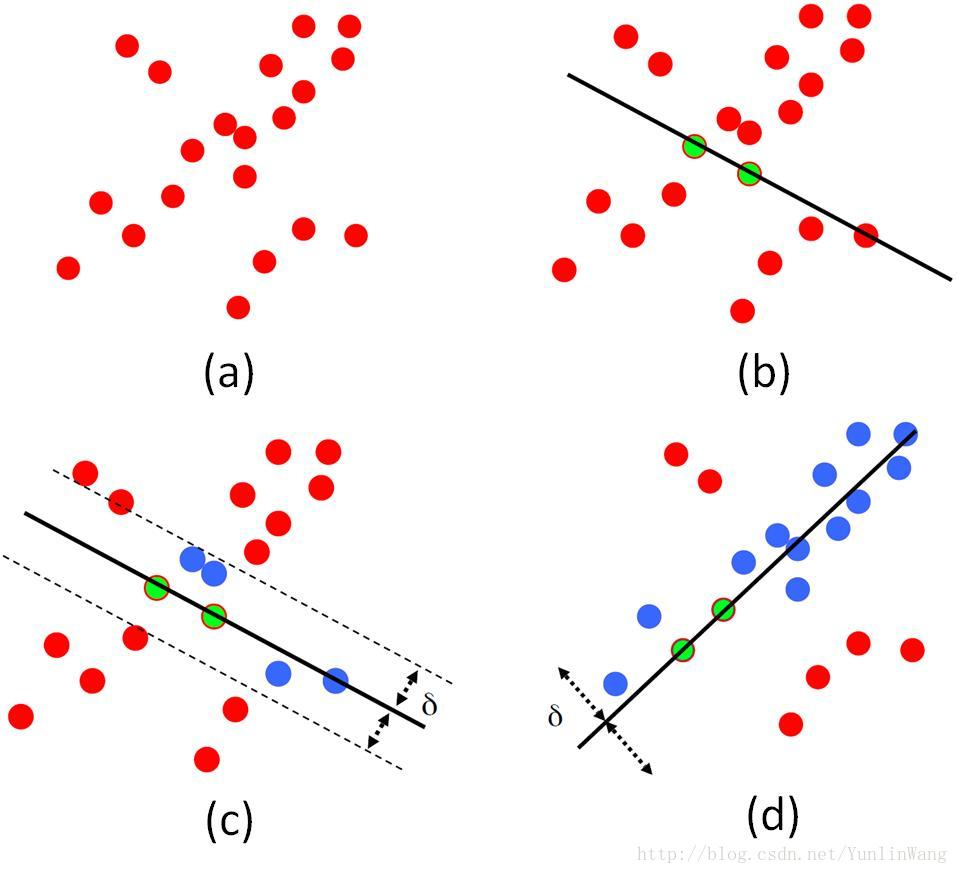 (a)
(b)
δ
(c)
δ
(d)
http://blog.csdn.net/YunlinWang